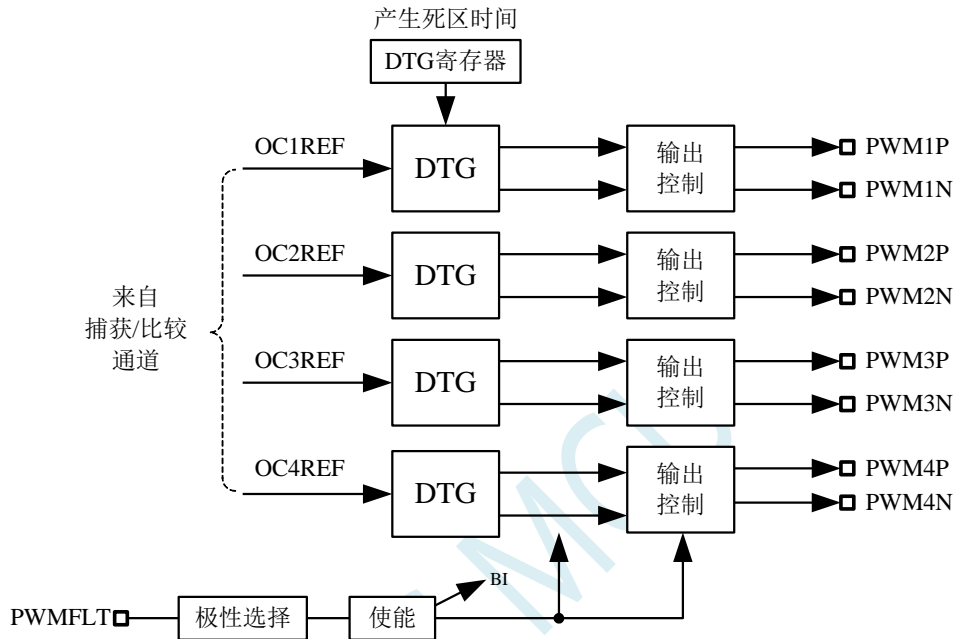 产生死区时间
DTG寄存器
OC1REF
DTG
输出
控制
PWM1P
PWM1N
OC2REF
DTG
输出
控制
PWM2P
PWM2N
来自
捕获/比较
通道
OC3REF
DTG
输出
控制
PWM3P
PWM3N
OC4REF
DTG
输出
控制
PWM4P
PWM4N
BI
PWMFLT
极性选择
使能
MCU